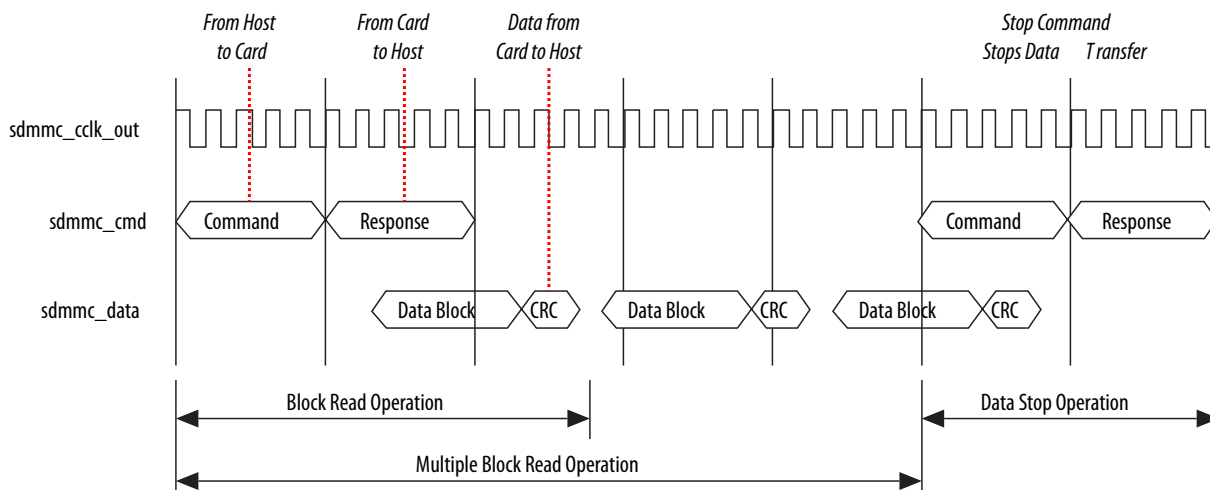 From Host From Card Data from Stop Command
to Card to Host Card to Host Stops Data Transfer
sdmmc_cclk_out
sdmmc_cmd Command Response Command Response
sdmmc_data Data Block CRC Data Block CRC Data Block CRC
Block Read Operation Data Stop Operation
Multiple Block Read Operation